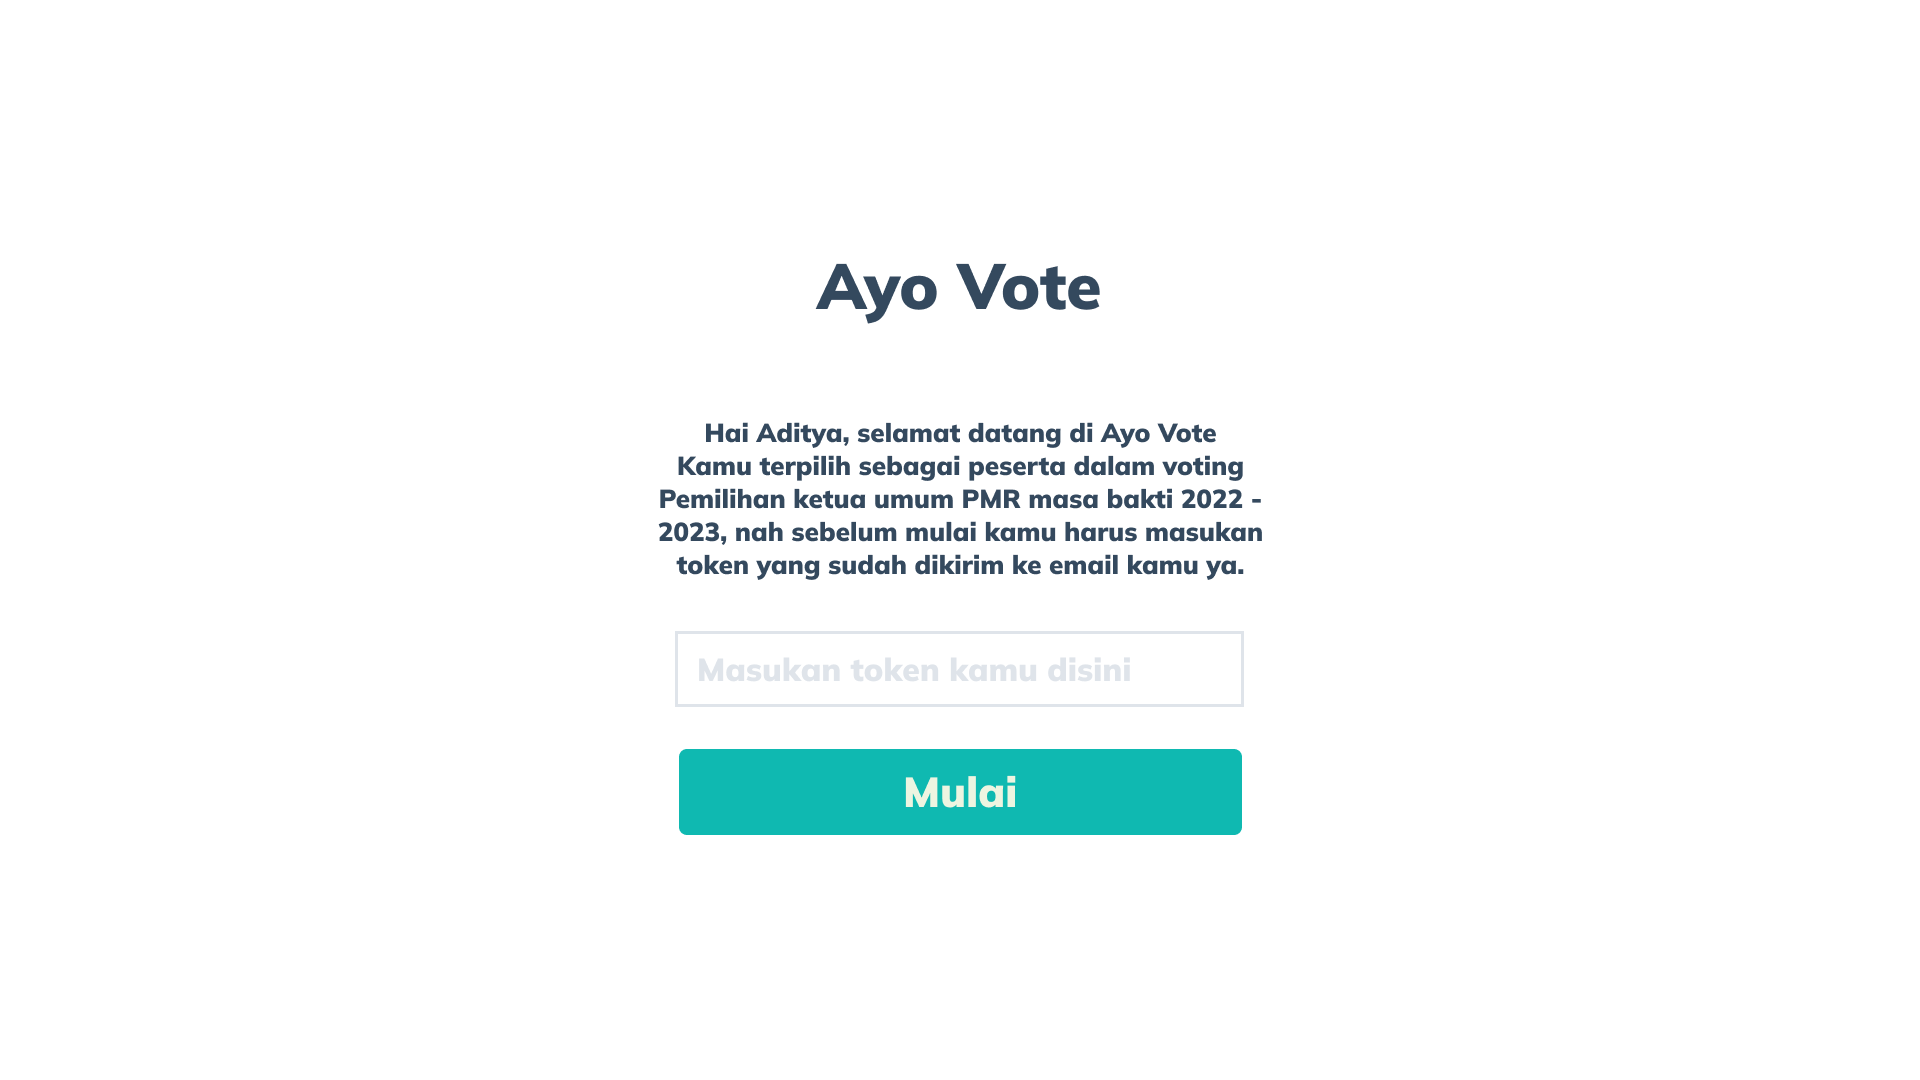 Ayo Vote
Hai Aditya, selamat datang di Ayo Vote
Kamu terpilih sebagai peserta dalam voting
Pemilihan ketua umum PMR masa bakti 2022 -
2023, nah sebelum mulai kamu harus masukan
token yang sudah dikirim ke email kamu ya.
Masukan token kamu disini
Mulai